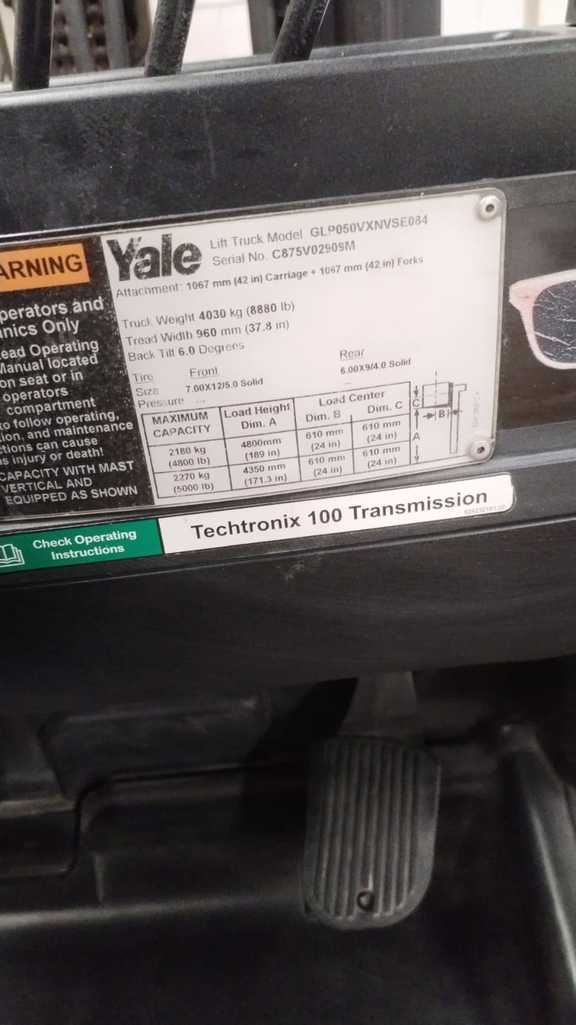 ARNING
perators and
nics Only
ead Operating
Manual located
on seat or in
operators
compartment
to follow operating,
ion, and maintenance
ctions can cause
s injury or death!
CAPACITY WITH MAST
VERTICAL AND
EQUIPPED AS SHOWN
Yale
Lift Truck Model GLP050VXNVSE084
Serial No. C875V02909M
Attachment: 1067 mm (42 in) Carriage + 1067 mm (42 in) Forks
Truck Weight 4030 kg (8880 lb)
Tread Width 960 mm (37.8 in)
Back Tilt 6.0 Degrees
Tire Front Rear
Size 7.00X12/5.0 Solid 6.00X9/4.0 Solid
Pressure --
MAXIMUM CAPACITY Load Height Dim. A Load Center Dim. B Dim. C
2180 kg (4800 lb) 4800mm (189 in) 610 mm (24 in) 610 mm (24 in)
2270 kg (5000 lb) 4350 mm (171.3 in) 610 mm (24 in) 610 mm (24 in)
C
B
A
Check Operating
Instructions
Techtronix 100 Transmission